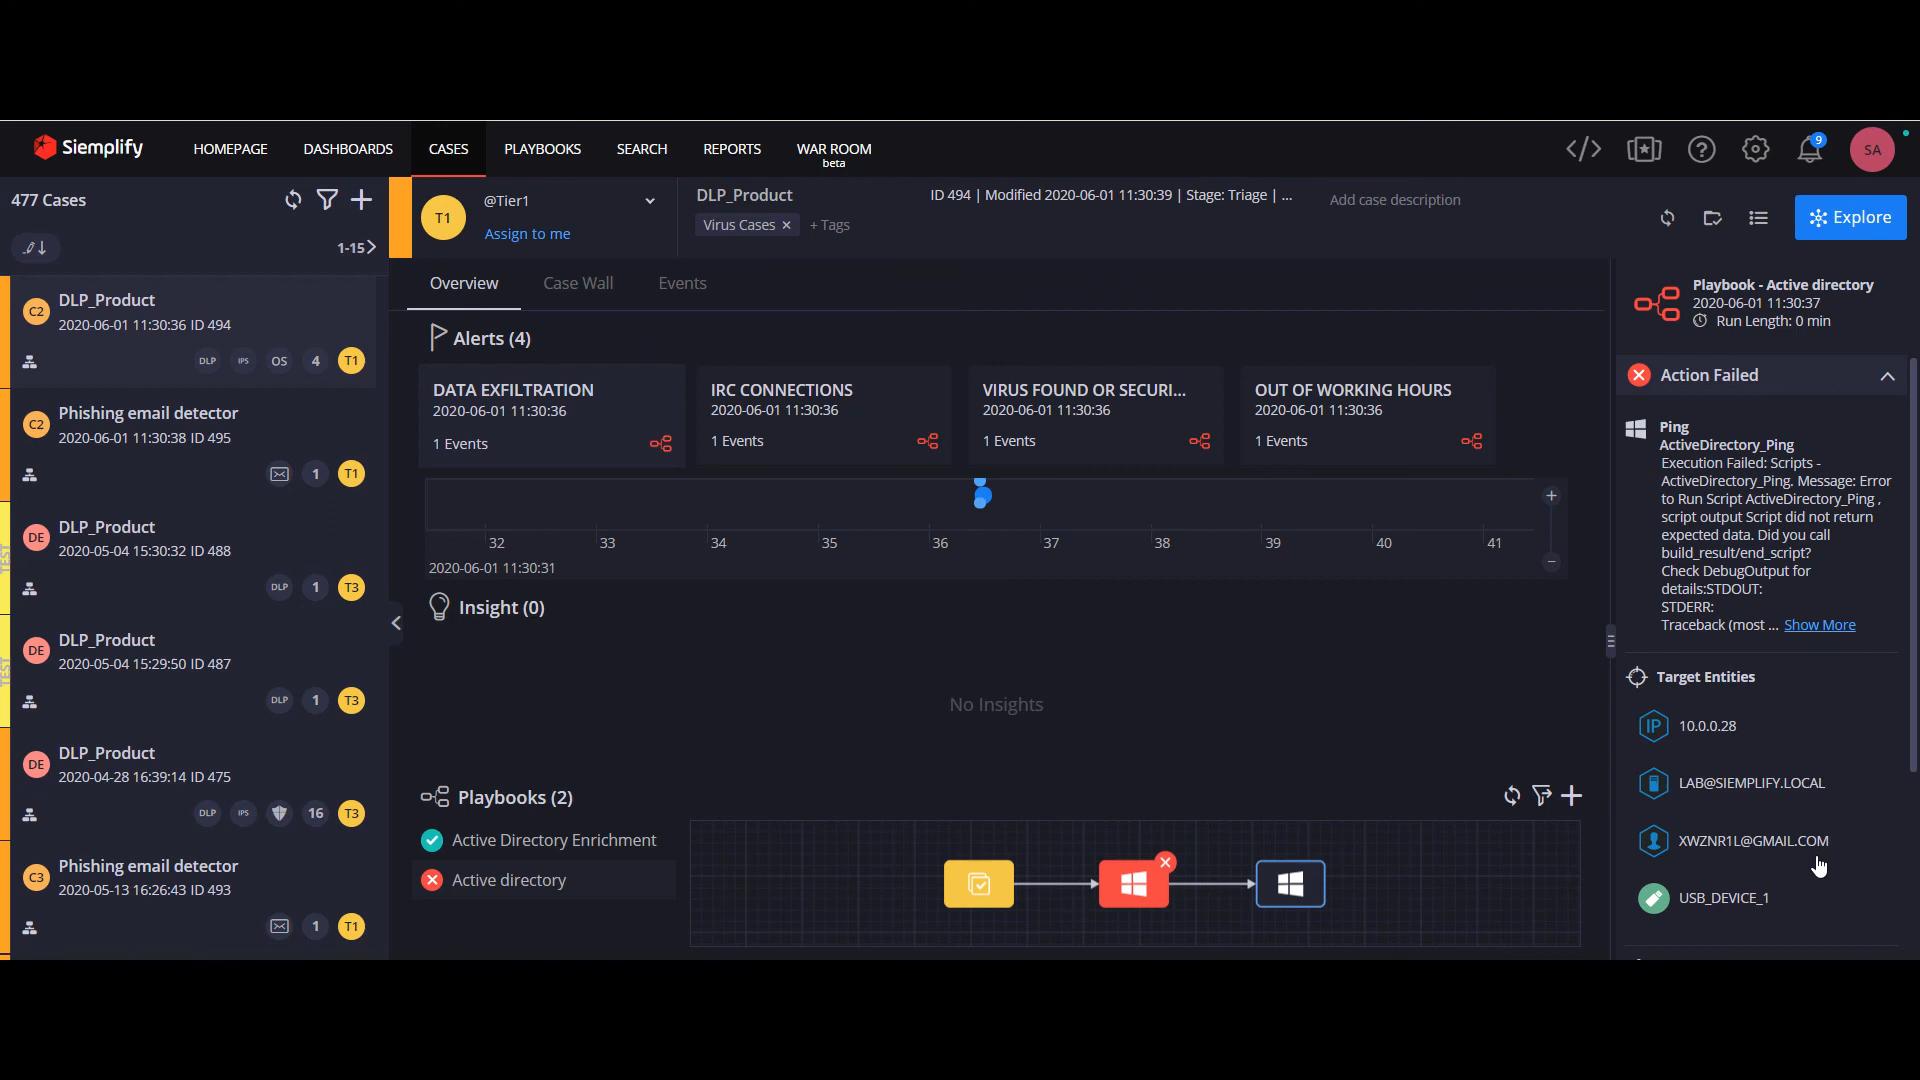 Siemplify
HOMEPAGE
DASHBOARDS
CASES
PLAYBOOKS
SEARCH
REPORTS
WAR ROOM
beta
9
SA
477 Cases
1-15
C2
DLP_Product
2020-06-01 11:30:36 ID 494
DLP
IPS
OS
4
T1
C2
Phishing email detector
2020-06-01 11:30:38 ID 495
1
T1
TEST
DE
DLP_Product
2020-05-04 15:30:32 ID 488
DLP
1
T3
TEST
DE
DLP_Product
2020-05-04 15:29:50 ID 487
DLP
1
T3
DE
DLP_Product
2020-04-28 16:39:14 ID 475
DLP
IPS
16
T3
C3
Phishing email detector
2020-05-13 16:26:43 ID 493
1
T1
T1
@Tier1
Assign to me
DLP_Product
Virus Cases
+ Tags
ID 494 | Modified 2020-06-01 11:30:39 | Stage: Triage | ...
Add case description
Explore
Overview
Case Wall
Events
Alerts (4)
DATA EXFILTRATION
2020-06-01 11:30:36
1 Events
IRC CONNECTIONS
2020-06-01 11:30:36
1 Events
VIRUS FOUND OR SECURI...
2020-06-01 11:30:36
1 Events
OUT OF WORKING HOURS
2020-06-01 11:30:36
1 Events
32
33
34
35
36
37
38
39
40
41
2020-06-01 11:30:31
Insight (0)
No Insights
Playbooks (2)
Active Directory Enrichment
Active directory
Playbook - Active directory
2020-06-01 11:30:37
Run Length: 0 min
Action Failed
Ping
ActiveDirectory_Ping
Execution Failed: Scripts -
ActiveDirectory_Ping. Message: Error
to Run Script ActiveDirectory_Ping ,
script output Script did not return
expected data. Did you call
build_result/end_script?
Check DebugOutput for
details:STDOUT:
STDERR:
Traceback (most ... Show More
Target Entities
IP
10.0.0.28
LAB@SIEMPLIFY.LOCAL
XWZNR1L@GMAIL.COM
USB_DEVICE_1